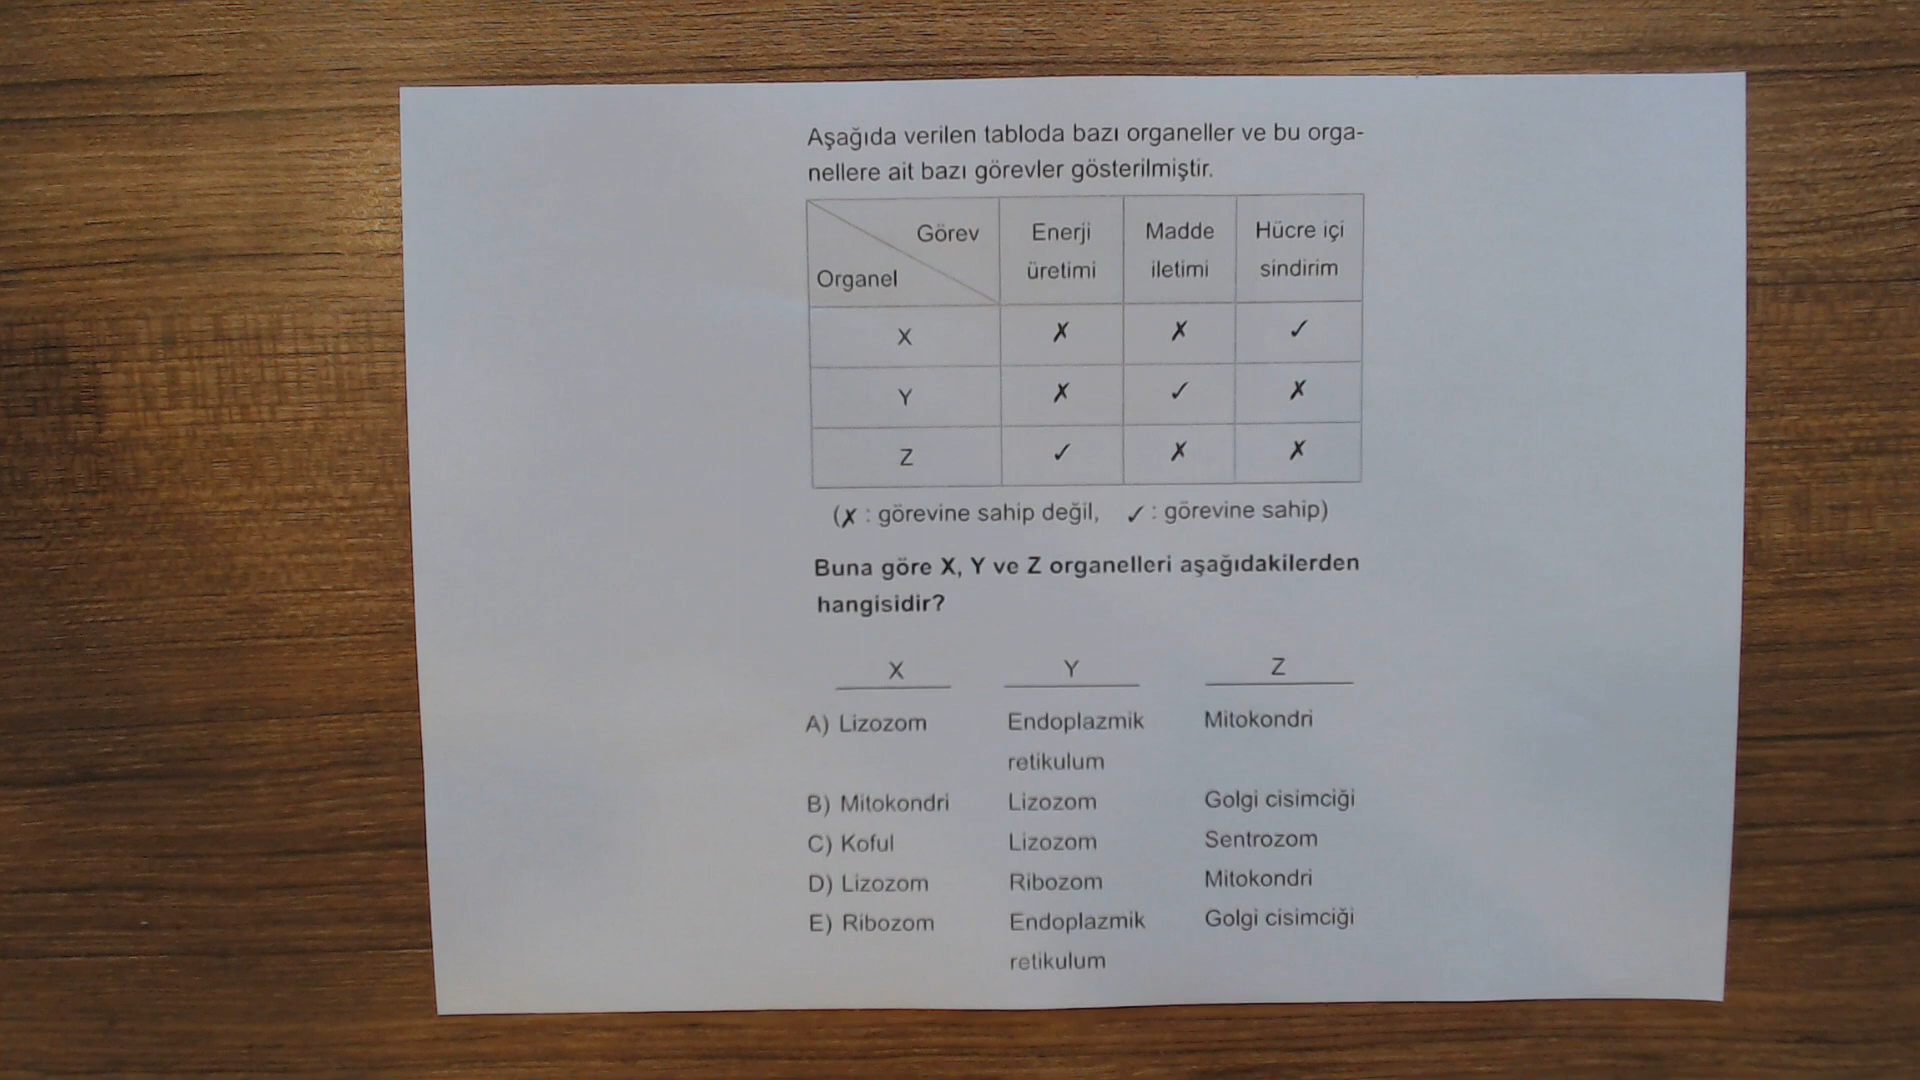 Aşağıda verilen tabloda bazı organeller ve bu orga-
nellere ait bazı görevler gösterilmiştir.
Görev Enerji Madde Hücre içi
Organel üretimi iletimi sindirim
X ✗ ✗ ✓
Y ✗ ✓ ✗
Z ✓ ✗ ✗
(✗ : görevine sahip değil, ✓ : görevine sahip)
Buna göre X, Y ve Z organelleri aşağıdakilerden
hangisidir?
X Y Z
A) Lizozom Endoplazmik Mitokondri
retikulum
B) Mitokondri Lizozom Golgi cisimciği
C) Koful Lizozom Sentrozom
D) Lizozom Ribozom Mitokondri
E) Ribozom Endoplazmik Golgi cisimciği
retikulum